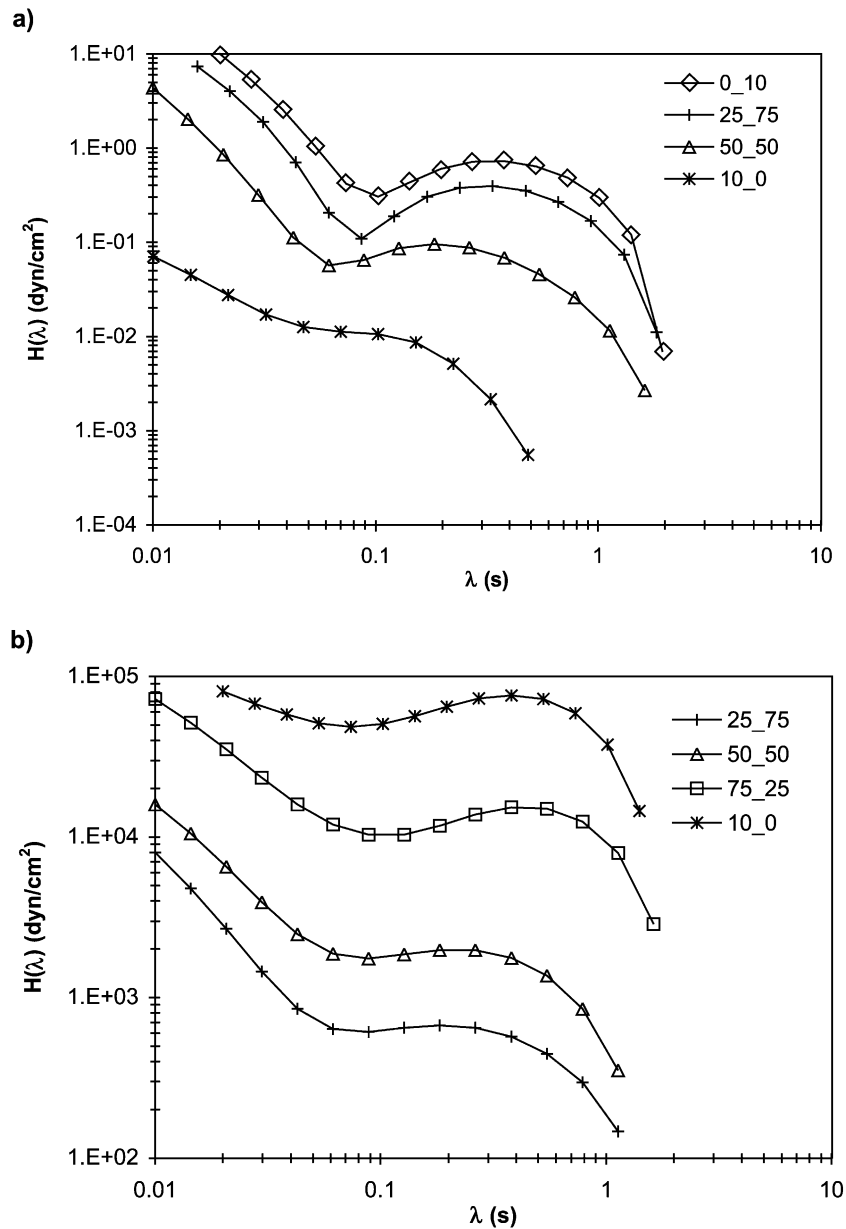 a)
1.E+01
1.E+00
1.E-01
1.E-02
1.E-03
1.E-04
H(λ) (dyn/cm²)
0_10
25_75
50_50
10_0
0.01 0.1 1 10
λ (s)
b)
1.E+05
1.E+04
1.E+03
1.E+02
H(λ) (dyn/cm²)
25_75
50_50
75_25
10_0
0.01 0.1 1 10
λ (s)